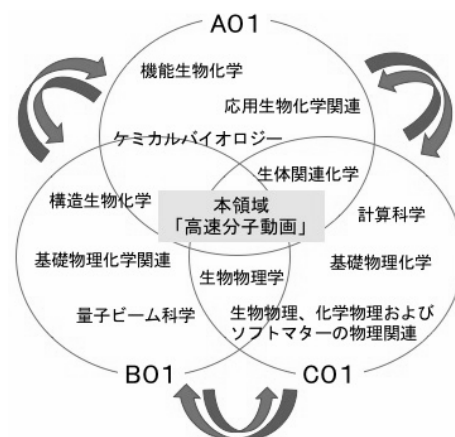 A01
機能生物化学
応用生物化学関連
ケミカルバイオロジー
生体関連化学
構造生物化学
本領域
「高速分子動画」
計算科学
基礎物理化学関連
生物物理学
基礎物理化学
量子ビーム科学
生物物理、化学物理および
ソフトマターの物理関連
B01
C01